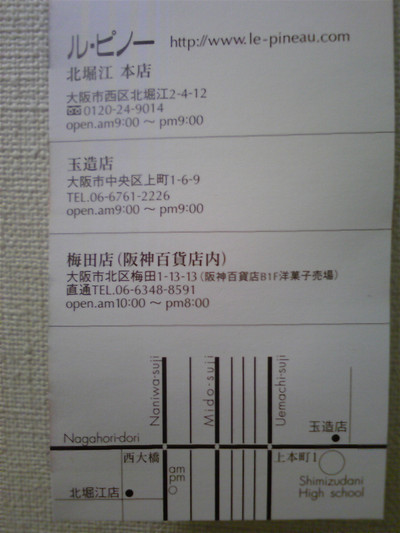 ル・ピノー http://www.le-pineau.com
北堀江 本店
大阪市西区北堀江2-4-12
0120-24-9014
open.am9:00 ～ pm9:00
玉造店
大阪市中央区上町1-6-9
TEL.06-6761-2226
open.am9:00 ～ pm9:00
梅田店(阪神百貨店内)
大阪市北区梅田1-13-13(阪神百貨店B1F洋菓子売場)
直通TEL.06-6348-8591
open.am10:00 ～ pm8:00
Naniwa-suji
Mido-suji
Uemachi-suji
玉造店
Nagahori-dori
西大橋
am
pm
上本町1
Shimizudani
High school
北堀江店